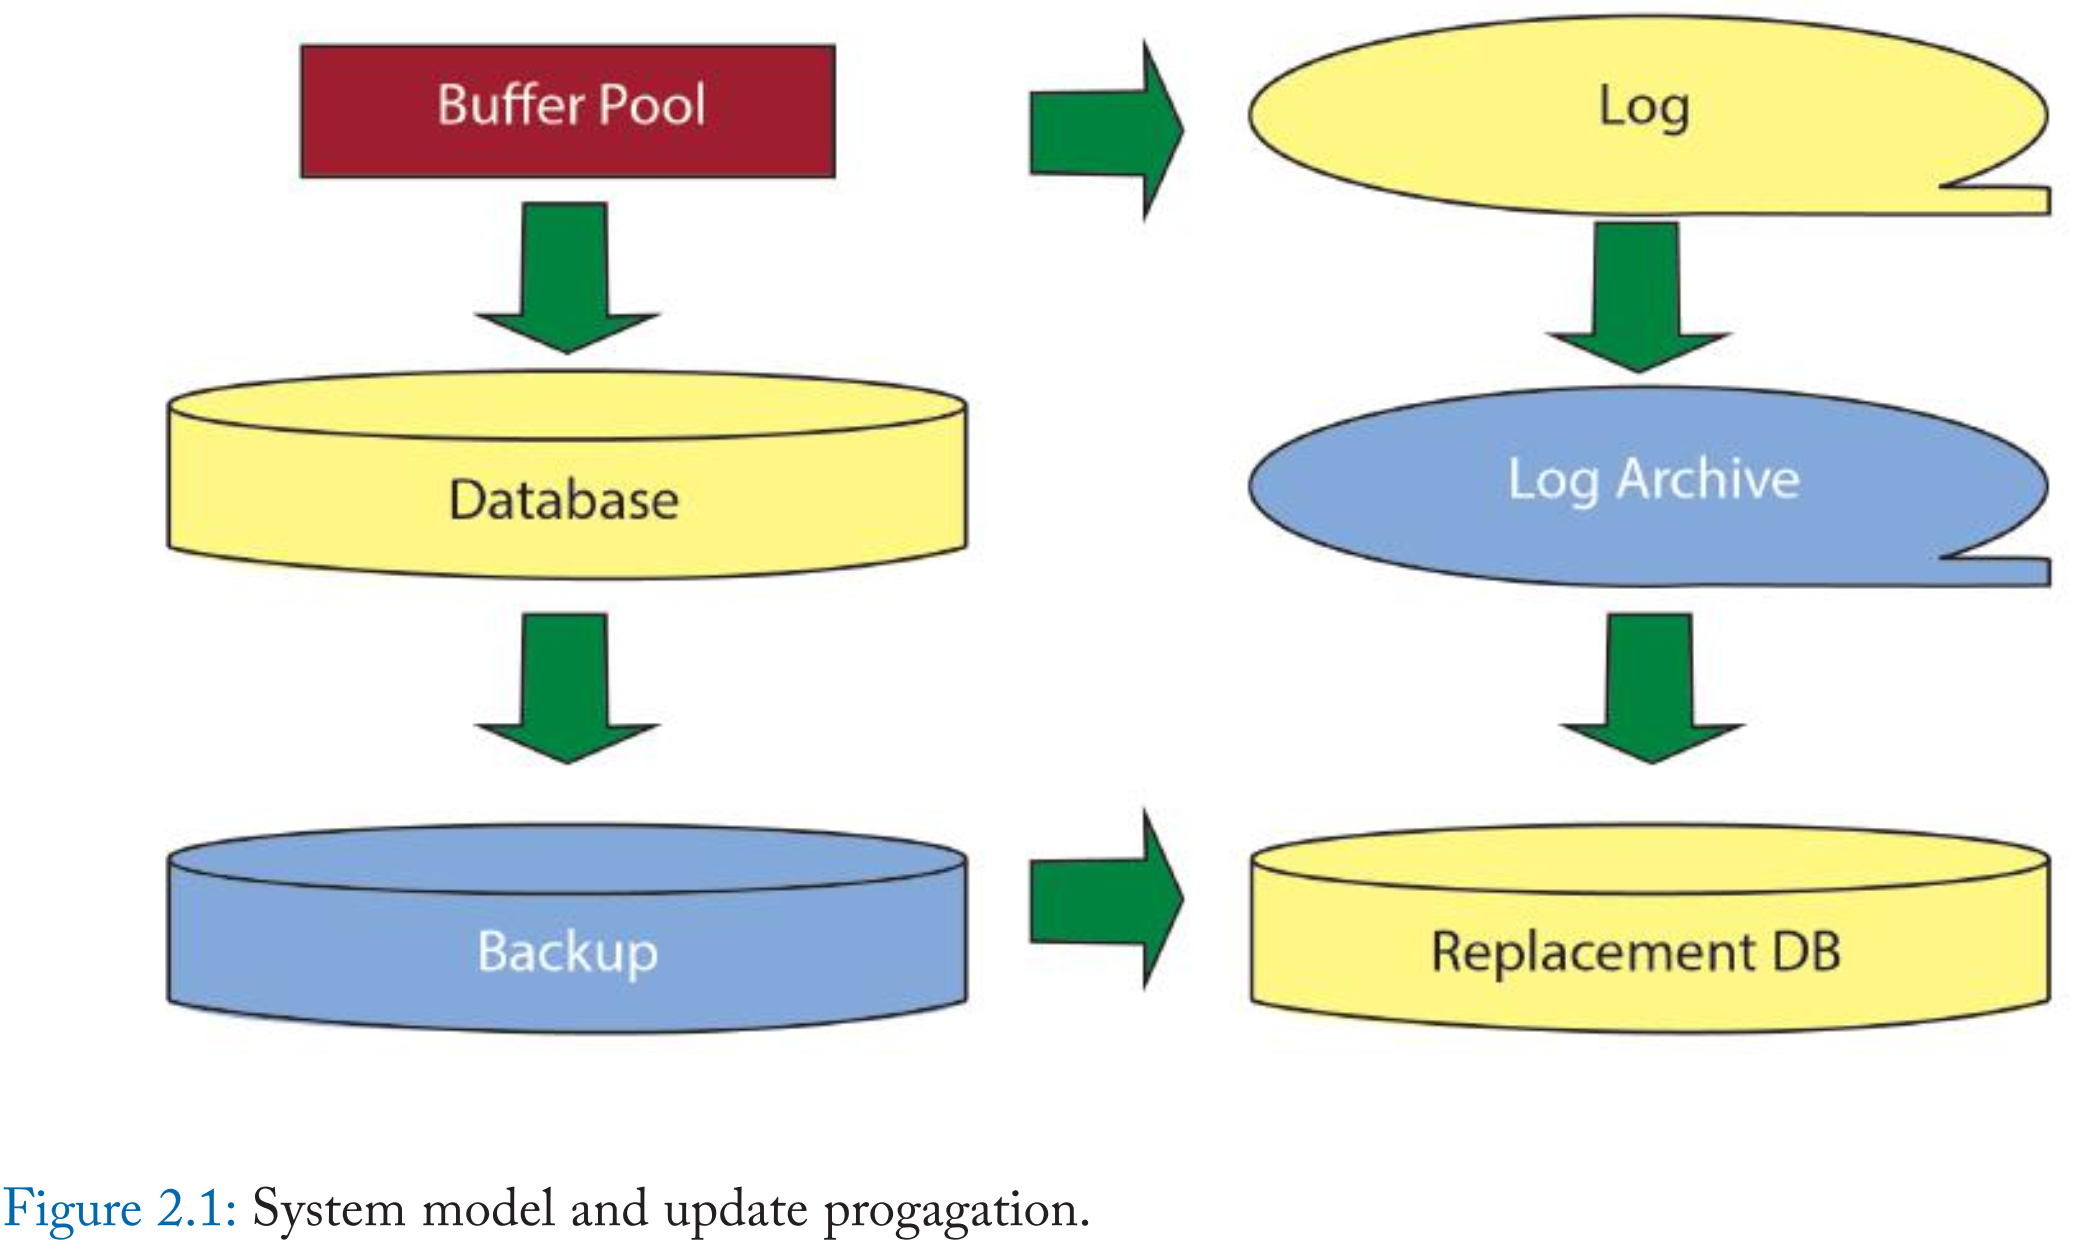 Buffer Pool
Log
Database
Log Archive
Backup
Replacement DB
Figure 2.1: System model and update progagation.